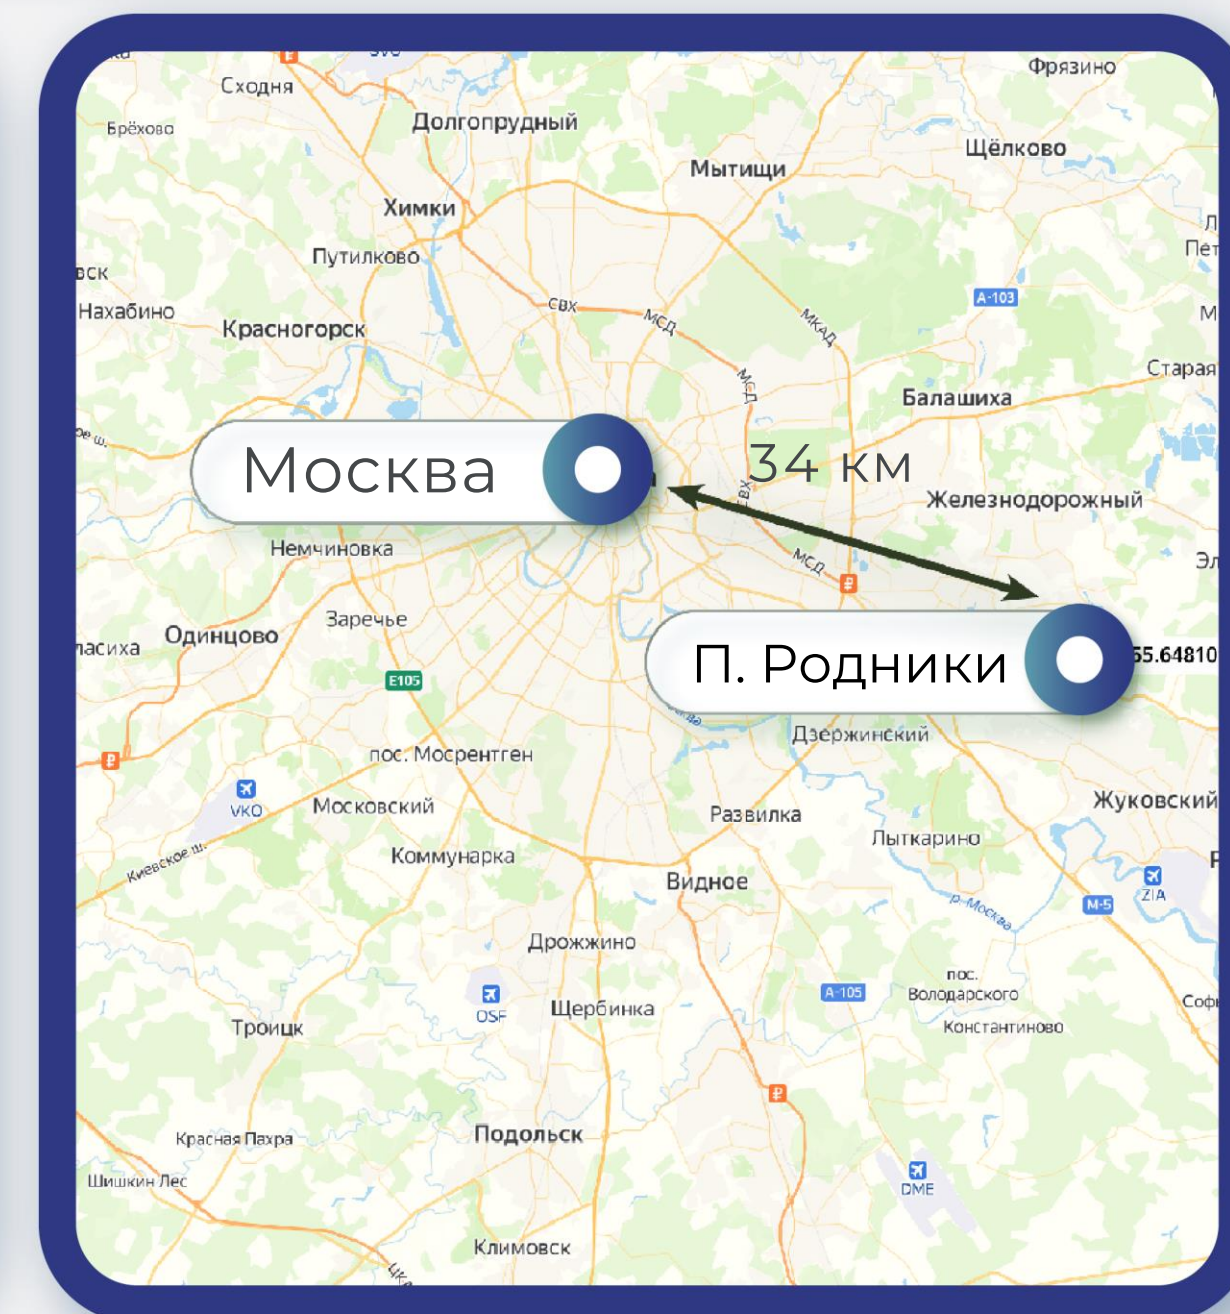 Фрязино
Сходня
Брёхово
Долгопрудный
Щёлково
Мытищи
Химки
Путилково
Нахабино
Красногорск
СВХ
МСД
МКАД
А-103
МСД
Старая
Балашиха
Москва
34 км
Железнодорожный
Немчиновка
МСД
Заречье
Одинцово
П. Родники
55.64810
E105
Дзержинский
пос. Мосрентген
VKO
Московский
Развилка
Жуковский
Лыткарино
Киевское ш.
Коммунарка
Видное
ZIA
М-5
р. Москва
Дрожжино
пос.
Володарского
А-105
OSF
Щербинка
Троицк
Константиново
Красная Пахра
Подольск
Шишкин Лес
DME
Климовск